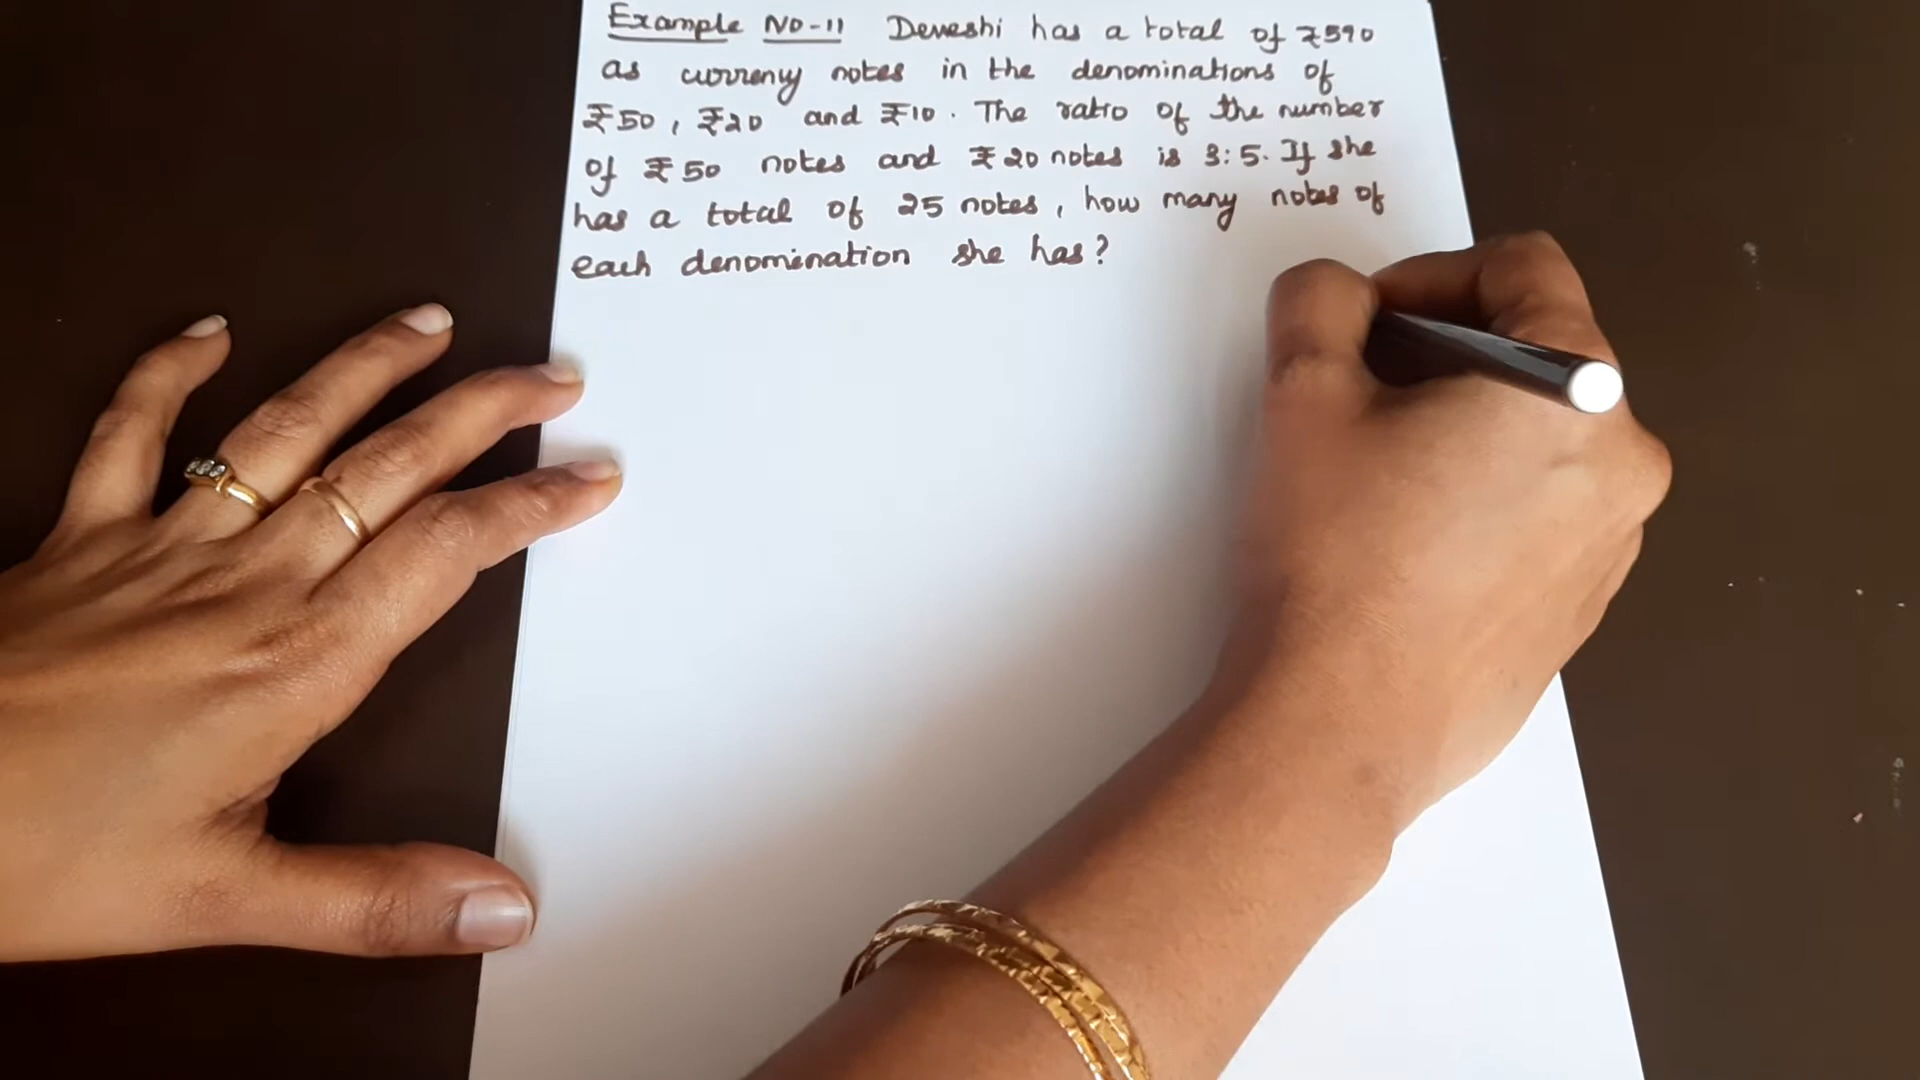 Example No-11 Deveshi has a total of ₹590
as curreny notes in the denominations of
₹50, ₹20 and ₹10. The ratio of the number
of ₹50 notes and ₹20 notes is 3:5. If she
has a total of 25 notes, how many notes of
each denomination she has?